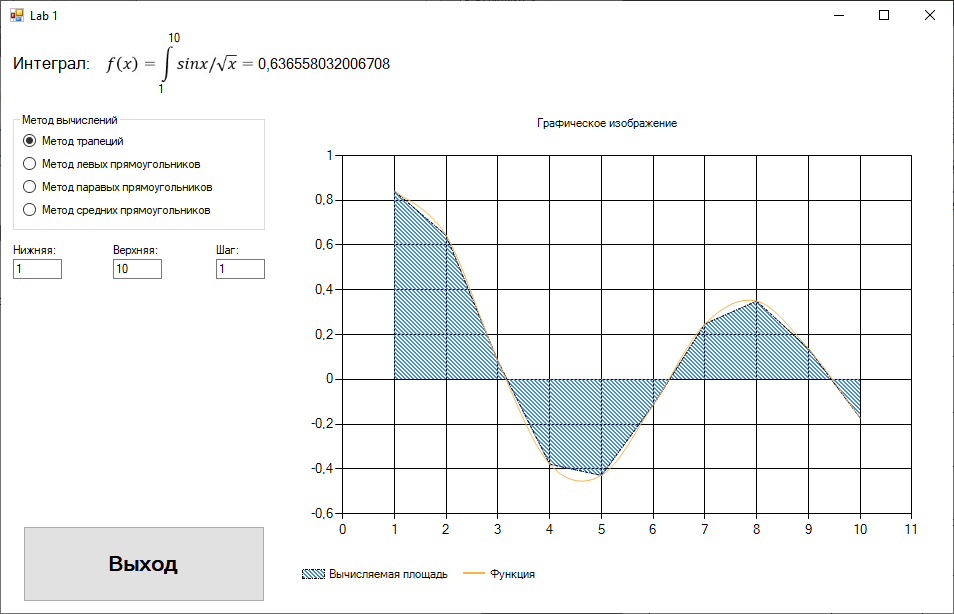 Lab 1
10
Интеграл: f(x) = ∫ sinx/√x = 0,636558032006708
1
Метод вычислений
Метод трапеций
Метод левых прямоугольников
Метод паравых прямоугольников
Метод средних прямоугольников
Нижняя: Верхняя: Шаг:
1 10 1
Графическое изображение
1
0,8
0,6
0,4
0,2
0
-0,2
-0,4
-0,6
0 1 2 3 4 5 6 7 8 9 10 11
Вычисляемая площадь Функция
Выход